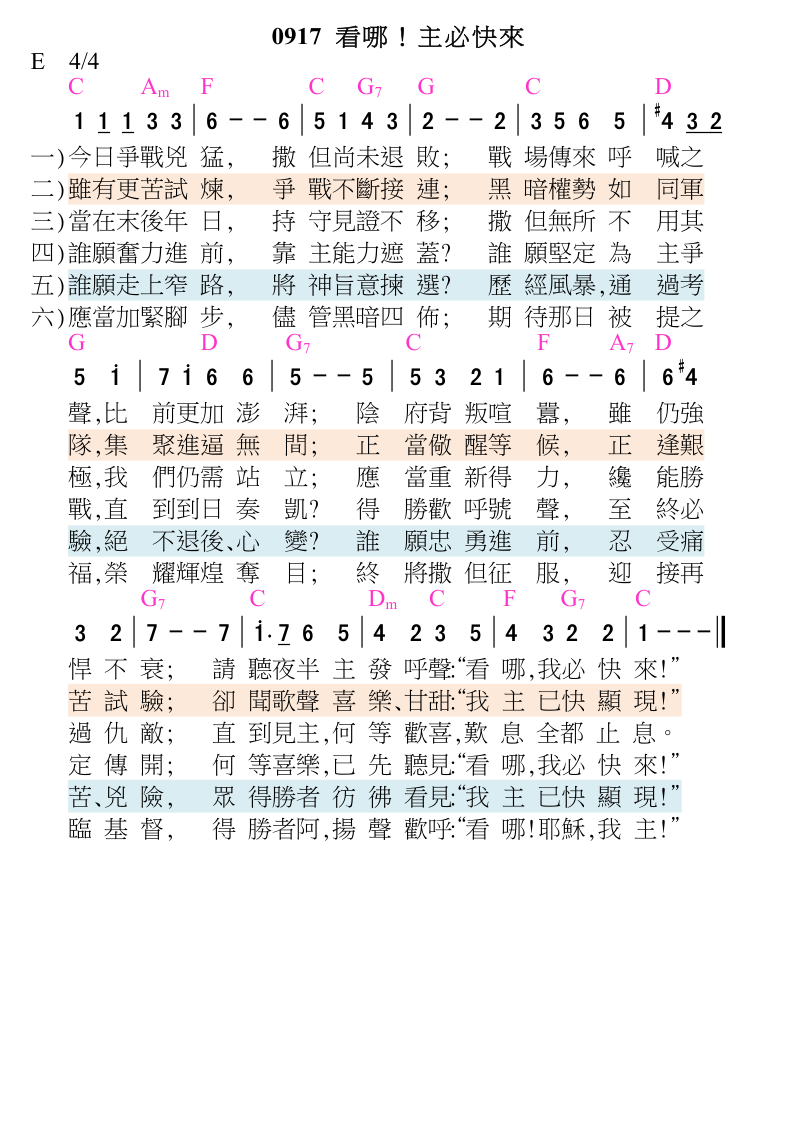 0917 看哪！主必快來
E 4/4
C Am F C G7 G C D
1 1 1 3 3 | 6 - - 6 | 5 1 4 3 | 2 - - 2 | 3 5 6 5 | #4 3 2
一)今日爭戰兇猛， 撒但尚未退敗； 戰場傳來呼喊之
二)雖有更苦試煉， 爭戰不斷接連； 黑暗權勢如同軍
三)當在末後年日， 持守見證不移； 撒但無所不用其
四)誰願奮力進前， 靠主能力遮蓋？ 誰願堅定為主爭
五)誰願走上窄路， 將神旨意揀選？ 歷經風暴，通過考
六)應當加緊腳步， 儘管黑暗四佈； 期待那日被提之
G D G7 C F A7 D
5 i | 7 i 6 6 | 5 - - 5 | 5 3 2 1 | 6 - - 6 | 6 #4
聲，比前更加澎湃； 陰府背叛喧囂， 雖仍強
隊，集聚進逼無間； 正當儆醒等候， 正逢艱
極，我們仍需站立； 應當重新得力， 纔能勝
戰，直到到日奏凱？ 得勝歡呼號聲， 至終必
驗，絕不退後、心變？ 誰願忠勇進前， 忍受痛
福，榮耀輝煌奪目； 終將撒但征服， 迎接再
G7 C Dm C F G7 C
3 2 | 7 - - 7 | i. 7 6 5 | 4 2 3 5 | 4 3 2 2 | 1 - - - ‖
悍不衰； 請聽夜半主發呼聲：“看哪，我必快來！”
苦試驗； 卻聞歌聲喜樂、甘甜：“我主已快顯現！”
過仇敵； 直到見主，何等歡喜，歎息全都止息。
定傳開； 何等喜樂，已先聽見：“看哪，我必快來！”
苦、兇險， 眾得勝者彷彿看見：“我主已快顯現！”
臨基督， 得勝者阿，揚聲歡呼：“看哪！耶穌，我主！”